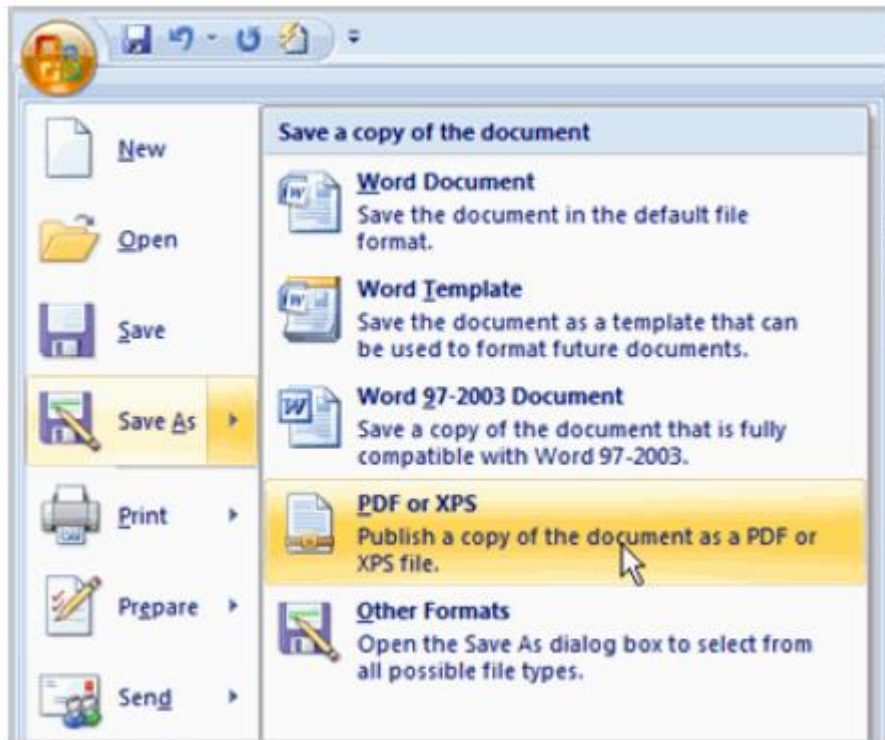 New
Open
Save
Save As
Print
Prepare
Send
Save a copy of the document
Word Document
Save the document in the default file
format.
Word Template
Save the document as a template that can
be used to format future documents.
Word 97-2003 Document
Save a copy of the document that is fully
compatible with Word 97-2003.
PDF or XPS
Publish a copy of the document as a PDF or
XPS file.
Other Formats
Open the Save As dialog box to select from
all possible file types.